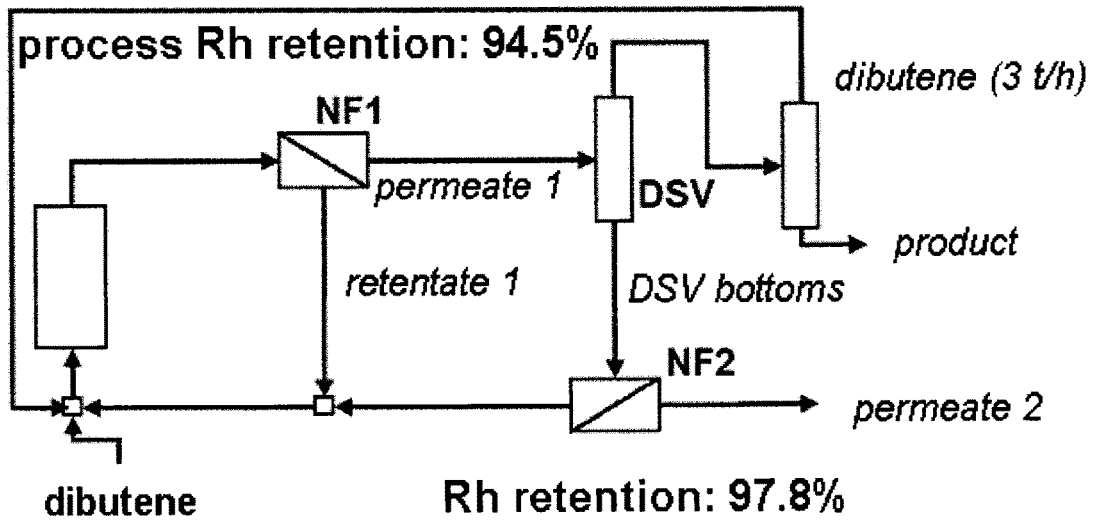 process Rh retention: 94.5%
dibutene (3 t/h)
NF1
permeate 1
DSV
product
retentate 1
DSV bottoms
NF2
permeate 2
dibutene
Rh retention: 97.8%